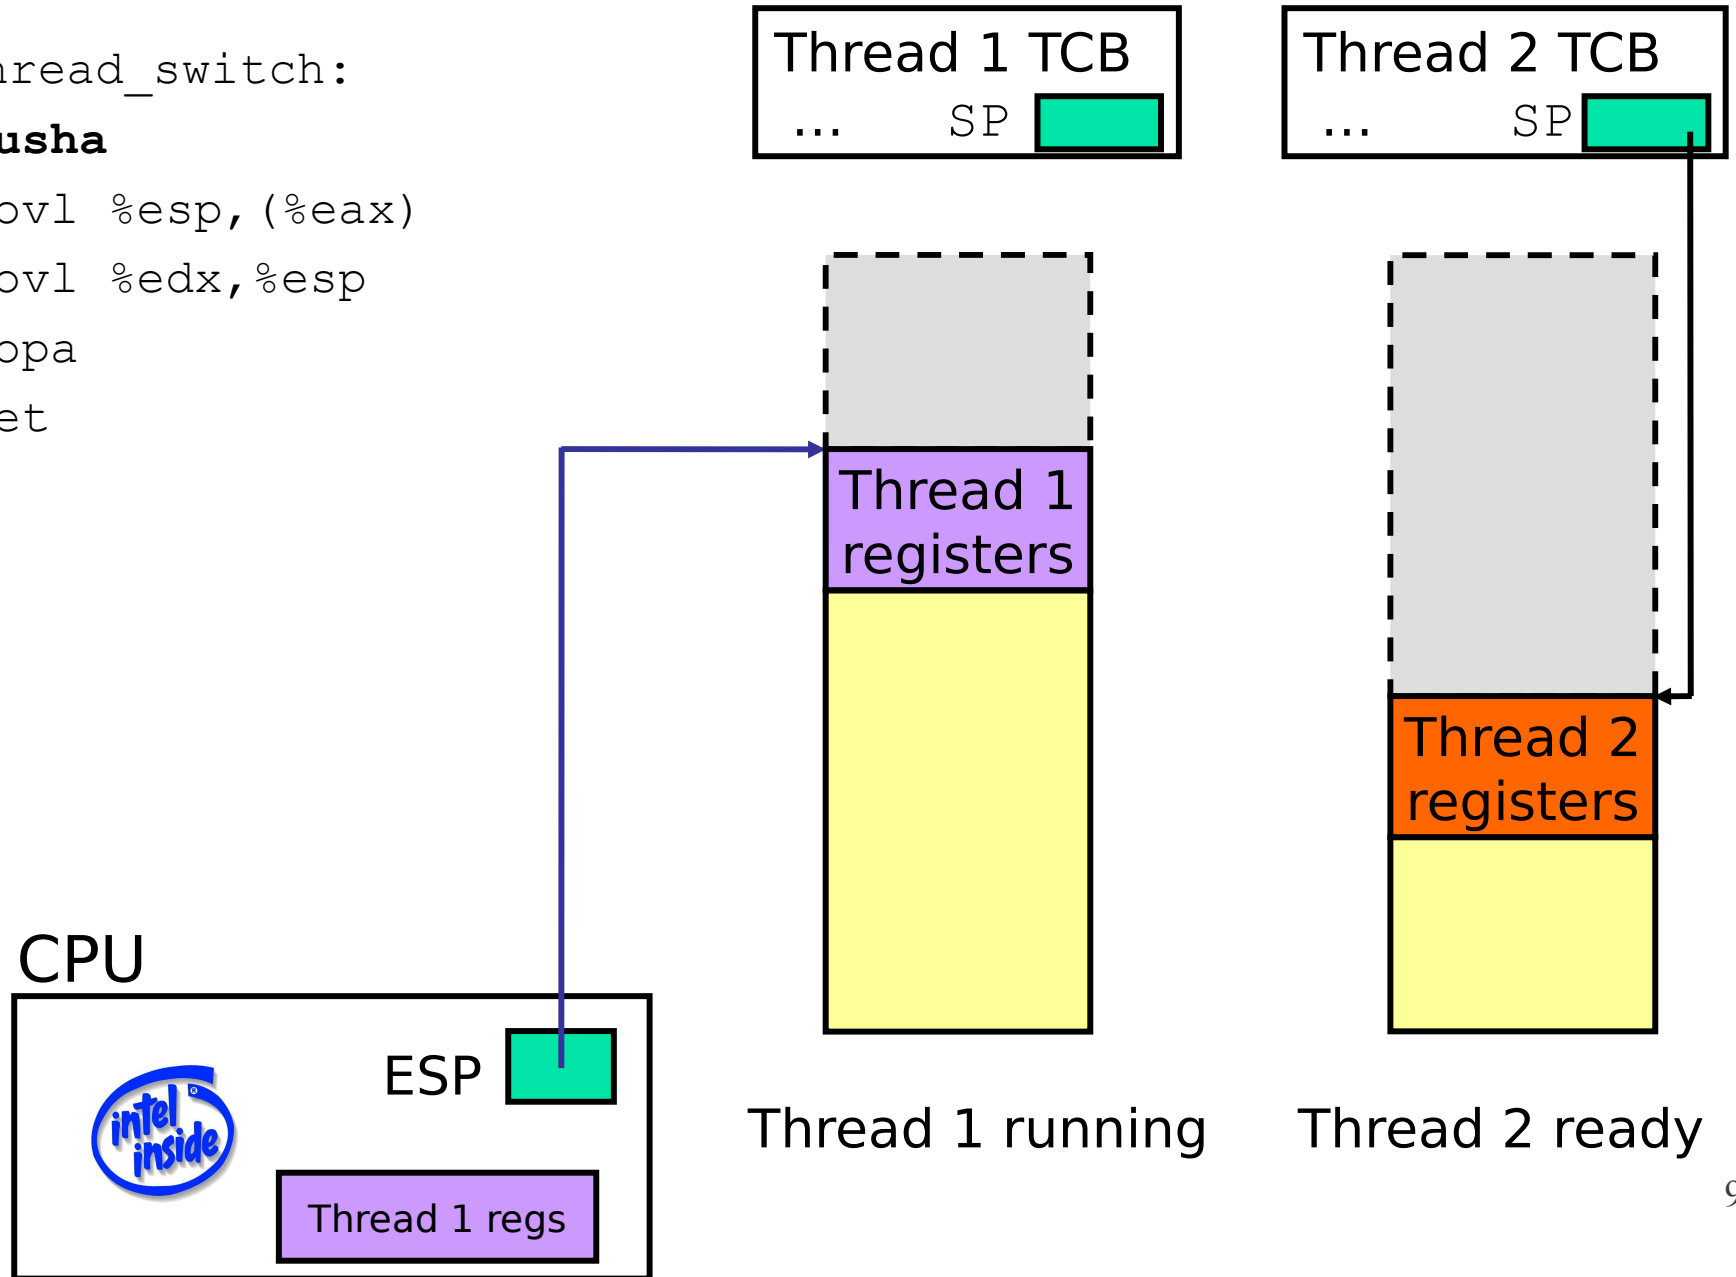 hread_switch:
usha
ovl %esp,(%eax)
ovl %edx,%esp
opa
et
Thread 1 TCB
... SP
Thread 2 TCB
... SP
Thread 1
registers
Thread 2
registers
CPU
ESP
intel
inside
®
Thread 1 regs
Thread 1 running
Thread 2 ready
9